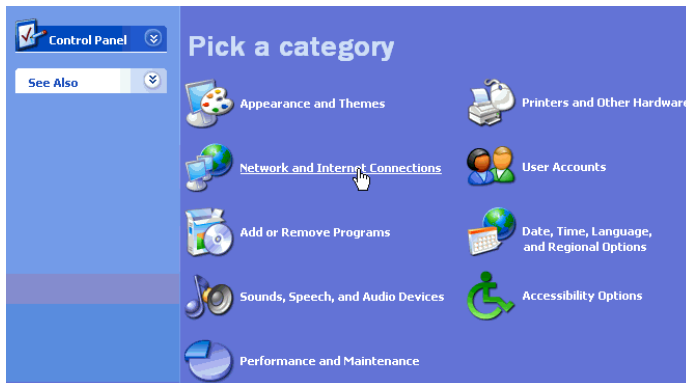 Control Panel
See Also
Pick a category
Appearance and Themes
Printers and Other Hardware
Network and Internet Connections
User Accounts
Add or Remove Programs
Date, Time, Language,
and Regional Options
Sounds, Speech, and Audio Devices
Accessibility Options
Performance and Maintenance